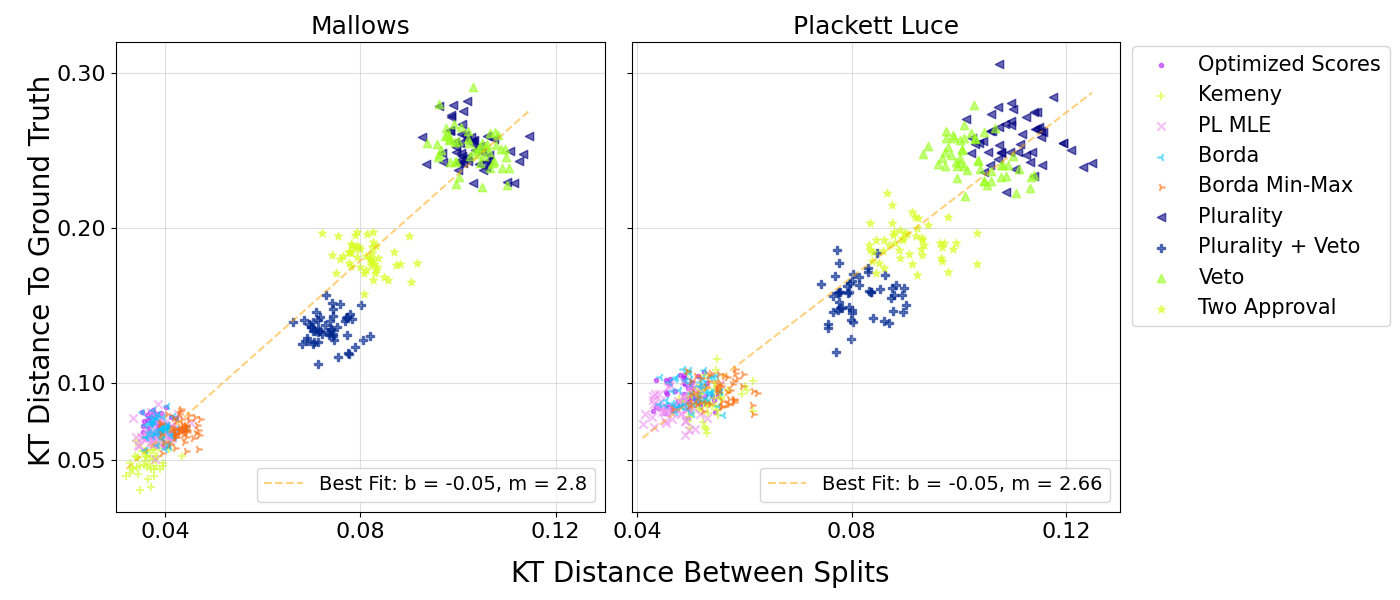 Mallows
Plackett Luce
KT Distance To Ground Truth
0.30
0.20
0.10
0.05
0.04
0.08
0.12
0.04
0.08
0.12
Best Fit: b = -0.05, m = 2.8
Best Fit: b = -0.05, m = 2.66
KT Distance Between Splits
Optimized Scores
Kemeny
PL MLE
Borda
Borda Min-Max
Plurality
Plurality + Veto
Veto
Two Approval